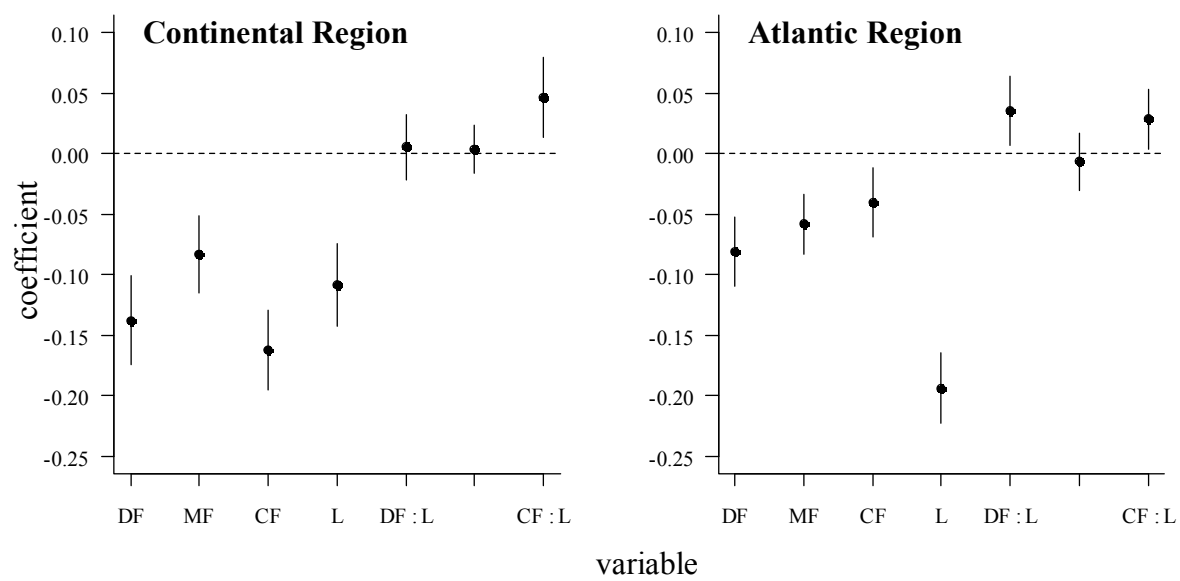 Continental Region
0.10
0.05
0.00
-0.05
-0.10
-0.15
-0.20
-0.25
coefficient
DF MF CF L DF : L CF : L
Atlantic Region
0.10
0.05
0.00
-0.05
-0.10
-0.15
-0.20
-0.25
DF MF CF L DF : L CF : L
variable